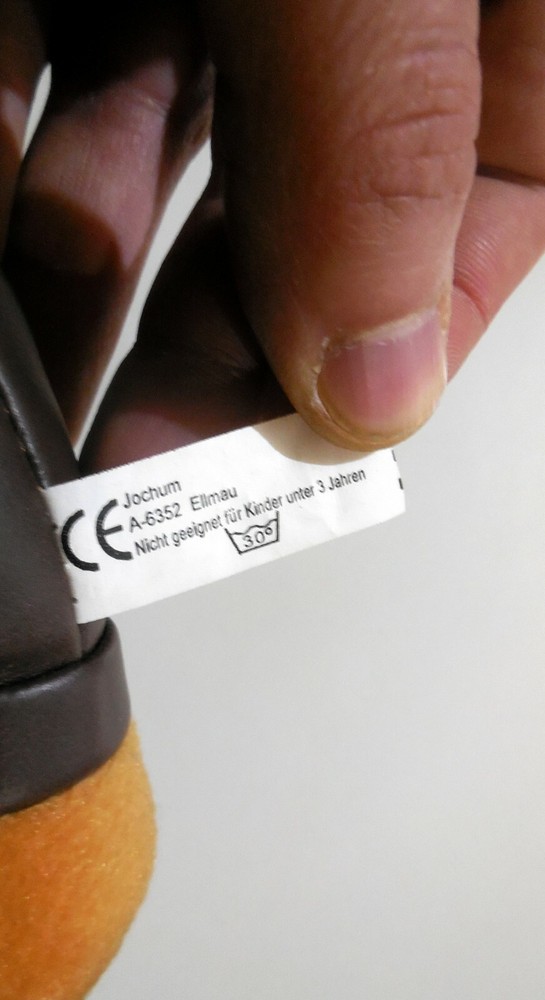 CE
Jochum
A-6352 Ellmau
Nicht geeignet für Kinder unter 3 Jahren
30°